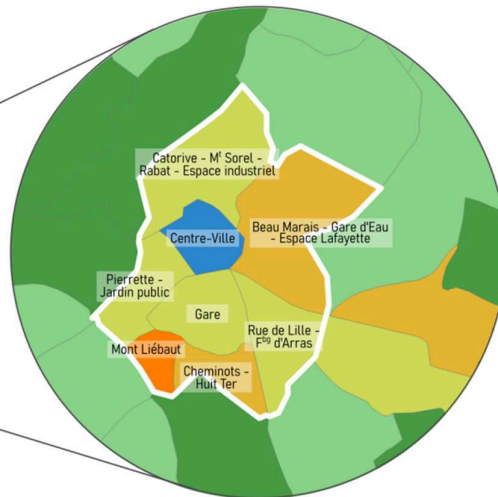 Catorive - Mᵗ Sorel -
Rabat - Espace industriel
Centre-Ville
Beau Marais - Gare d'Eau
- Espace Lafayette
Pierrette -
Jardin public
Gare
Rue de Lille -
Fᵇᵍ d'Arras
Mont Liébaut
Cheminots -
Huit Ter